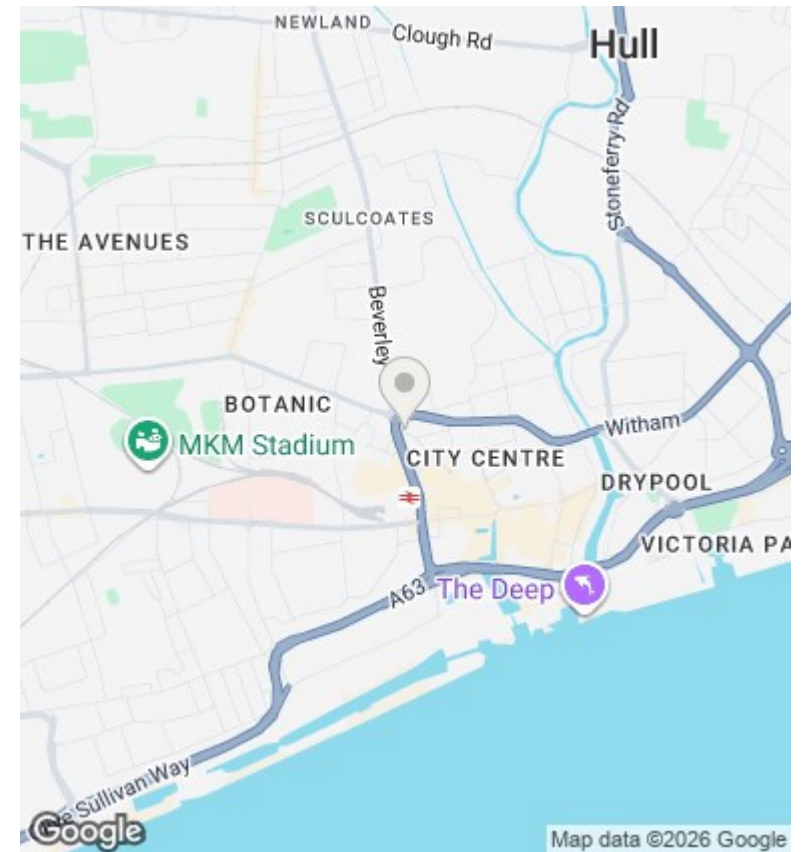 NEWLAND
Clough Rd
Hull
Stoneferry Rd
SCULCOATES
THE AVENUES
Beverley
BOTANIC
MKM Stadium
Witham
CITY CENTRE
DRYPOOL
VICTORIA PA
The Deep
A63
Sullivan Way
Google
Map data ©2026 Google